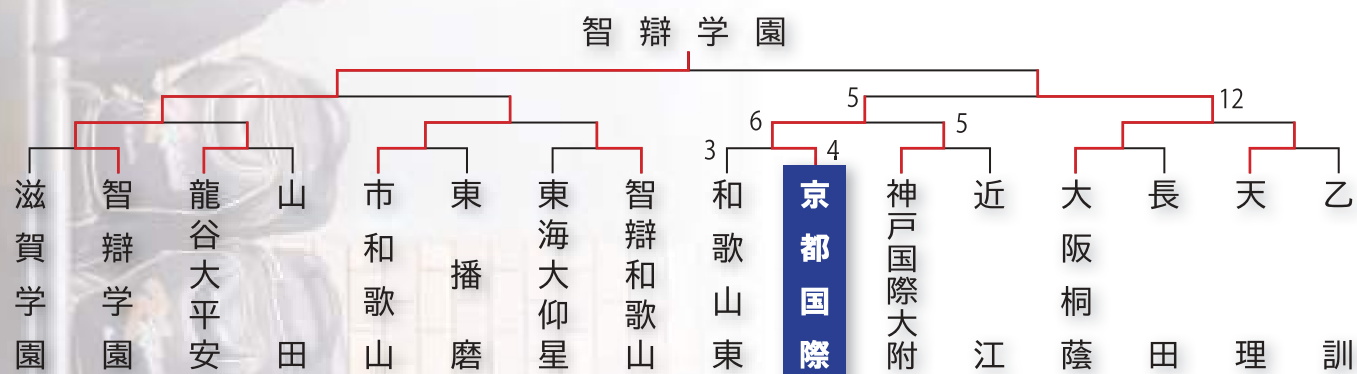 智辯学園
5
12
6
5
3
4
滋賀学園
智辯学園
龍谷大平安
山田
市和歌山
東播磨
東海大仰星
智辯和歌山
和歌山東
京都国際
神戸国際大附
近江
大阪桐蔭
長田
天理
乙訓